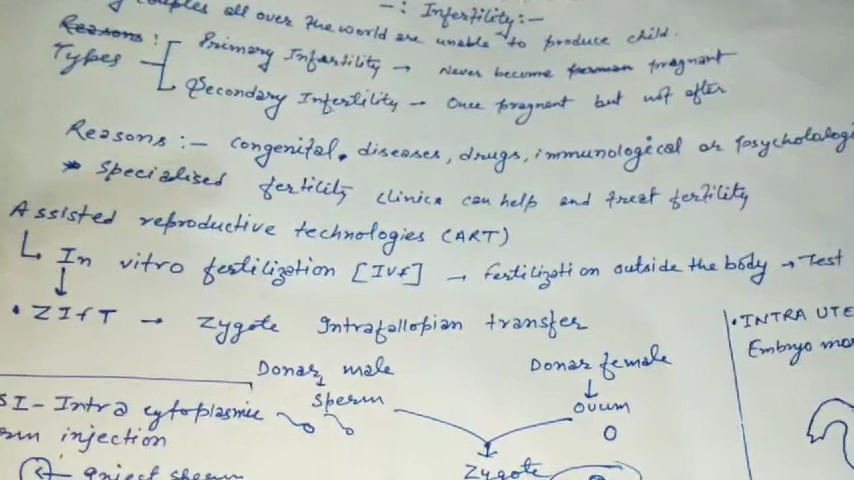 -: Infertility:-
couples all over the world are unable to produce child.
Reasons :
Types
Primary Infertility → Never become perman pregnant
Secondary Infertility → Once pregnant but not after
Reasons :- Congenital, diseases, drugs, immunological or
* Specialised fertility clinics can help and treat fertility
Assisted reproductive technologies (ART)
In vitro fertilization [IVf] → fertilization outside the body → Test
• ZIfT → Zygote Intrafallopian transfer
• INTRA UTE
Embryo mo
Donar male
Donar female
SI- Intra cytoplasmic
Sperm
Ovum
injection
Zygote